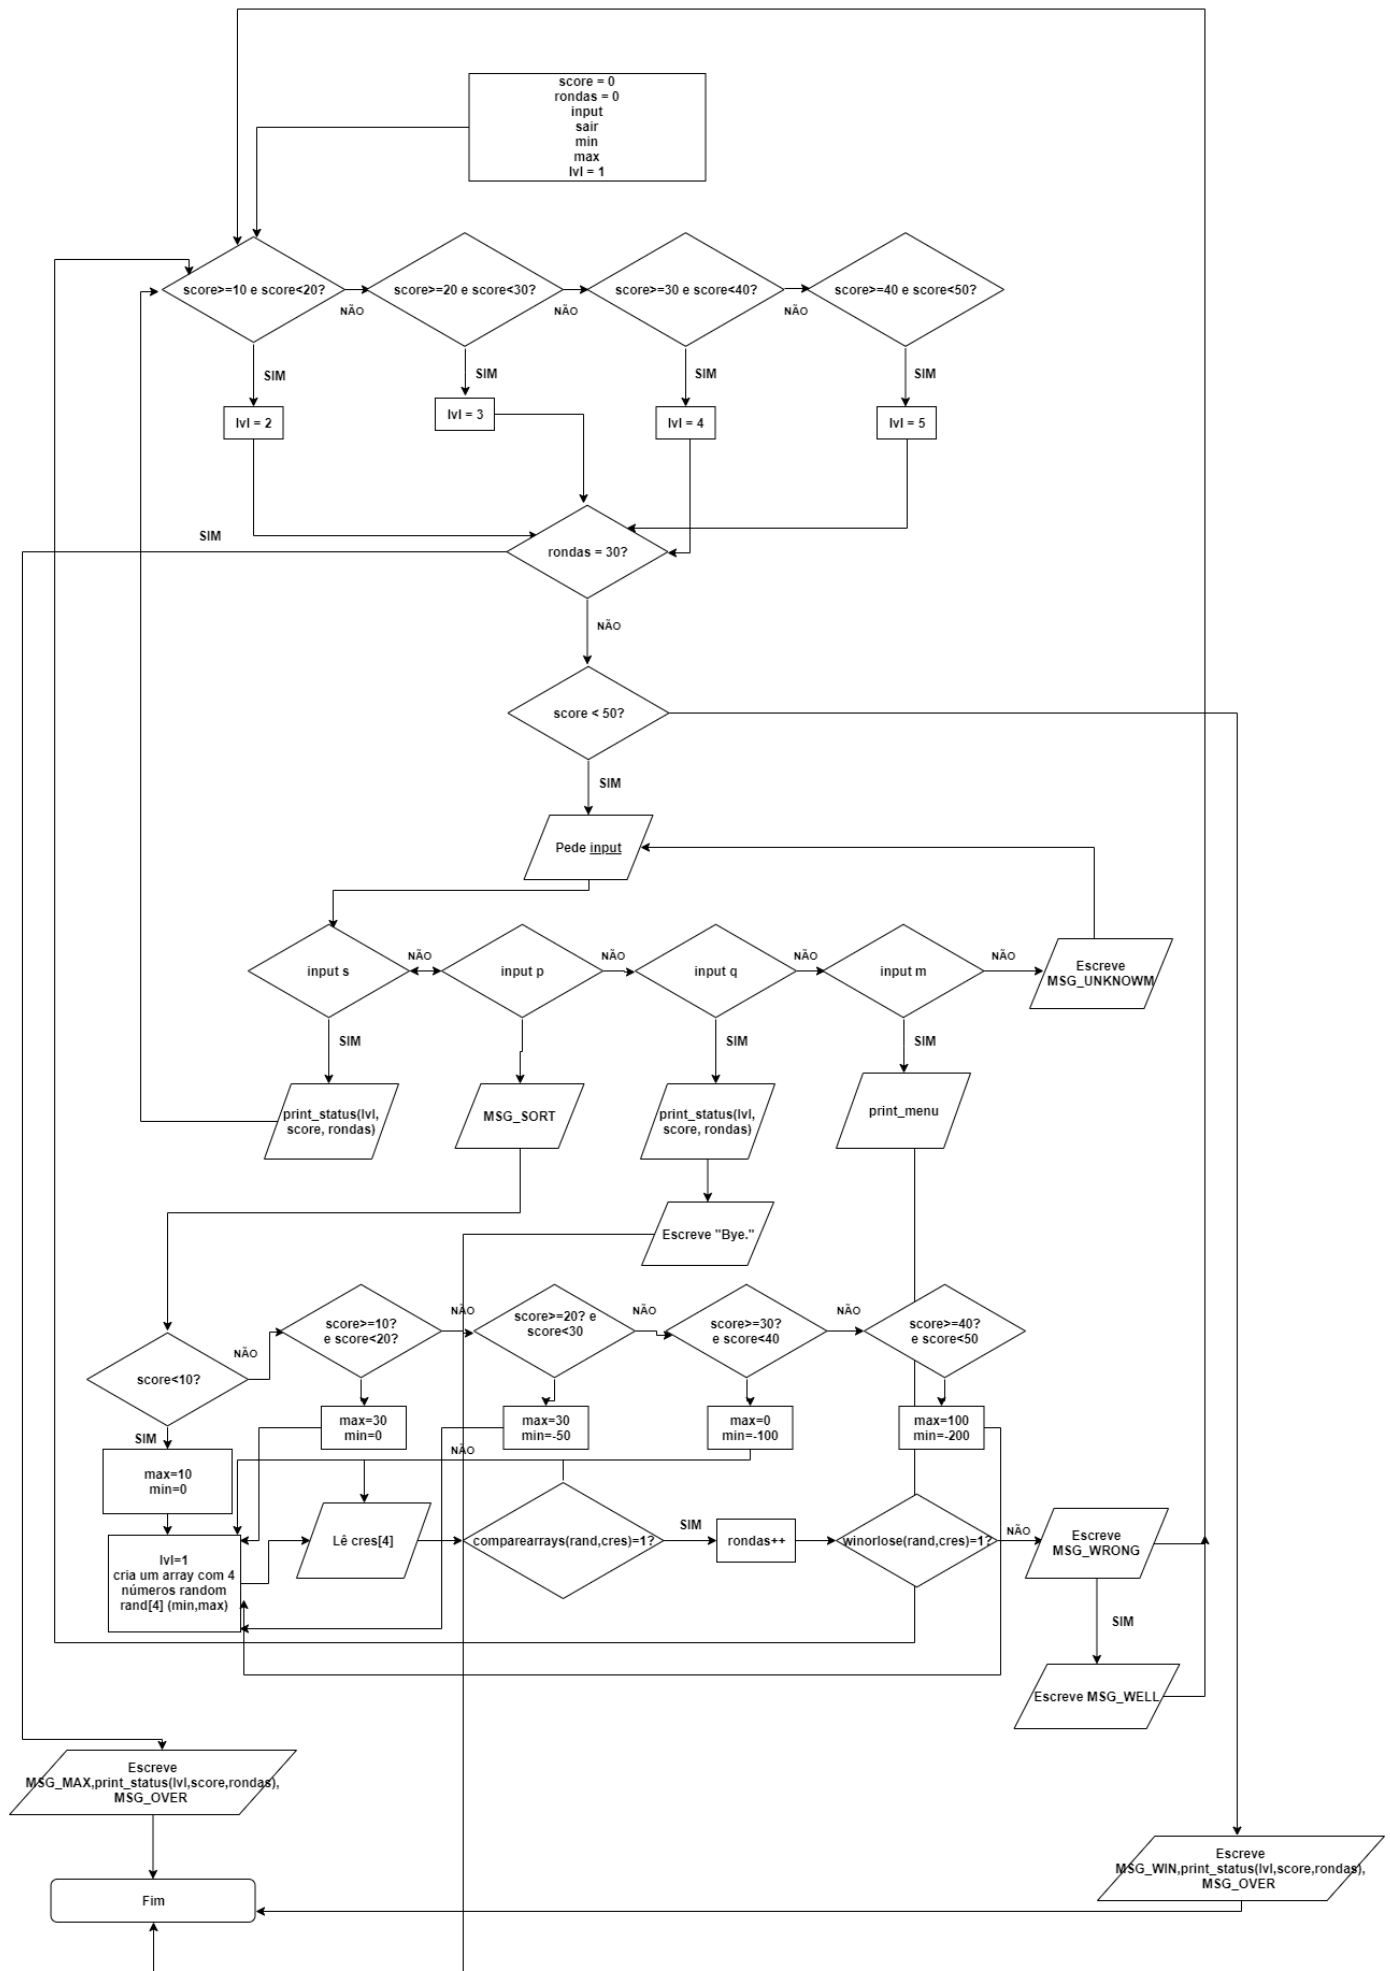 score = 0
rondas = 0
input
sair
min
max
lvl = 1
score>=10 e score<20?
NÃO
score>=20 e score<30?
NÃO
score>=30 e score<40?
NÃO
score>=40 e score<50?
SIM
SIM
SIM
SIM
lvl = 2
lvl = 3
lvl = 4
lvl = 5
SIM
rondas = 30?
NÃO
score < 50?
SIM
Pede input
input s
NÃO
input p
NÃO
input q
NÃO
input m
NÃO
Escreve
MSG_UNKNOWM
SIM
SIM
SIM
print_status(lvl,
score, rondas)
MSG_SORT
print_status(lvl,
score, rondas)
print_menu
Escreve "Bye."
score<10?
NÃO
score>=10?
e score<20?
NÃO
score>=20? e
score<30
NÃO
score>=30?
e score<40
NÃO
score>=40?
e score<50
SIM
max=10
min=0
max=30
min=0
max=30
min=-50
max=0
min=-100
max=100
min=-200
NÃO
lvl=1
cria um array com 4
números random
rand[4] (min,max)
Lê cres[4]
comparearrays(rand,cres)=1?
SIM
rondas++
winorlose(rand,cres)=1?
NÃO
Escreve
MSG_WRONG
SIM
Escreve MSG_WELL
Escreve
MSG_MAX,print_status(lvl,score,rondas),
MSG_OVER
Escreve
MSG_WIN,print_status(lvl,score,rondas),
MSG_OVER
Fim